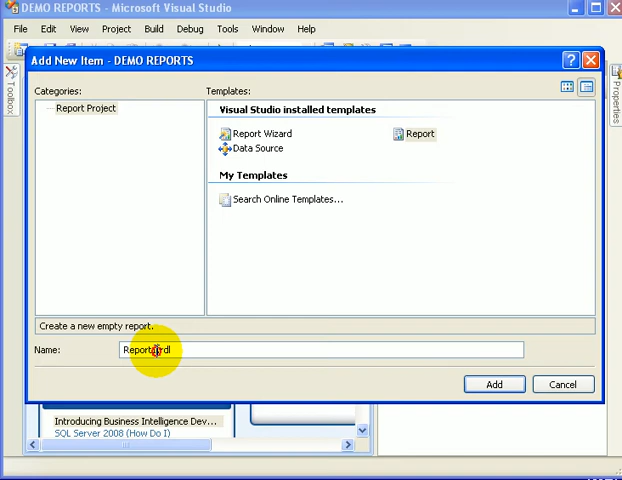 DEMO REPORTS - Microsoft Visual Studio
File Edit View Project Build Debug Tools Window Help
Add New Item - DEMO REPORTS
Categories:
Templates:
Report Project
Visual Studio installed templates
Report Wizard
Report
Data Source
My Templates
Search Online Templates...
Create a new empty report.
Name:
Add
Cancel
Toolbox
Properties
Introducing Business Intelligence Dev...
SQL Server 2008 (How Do I)